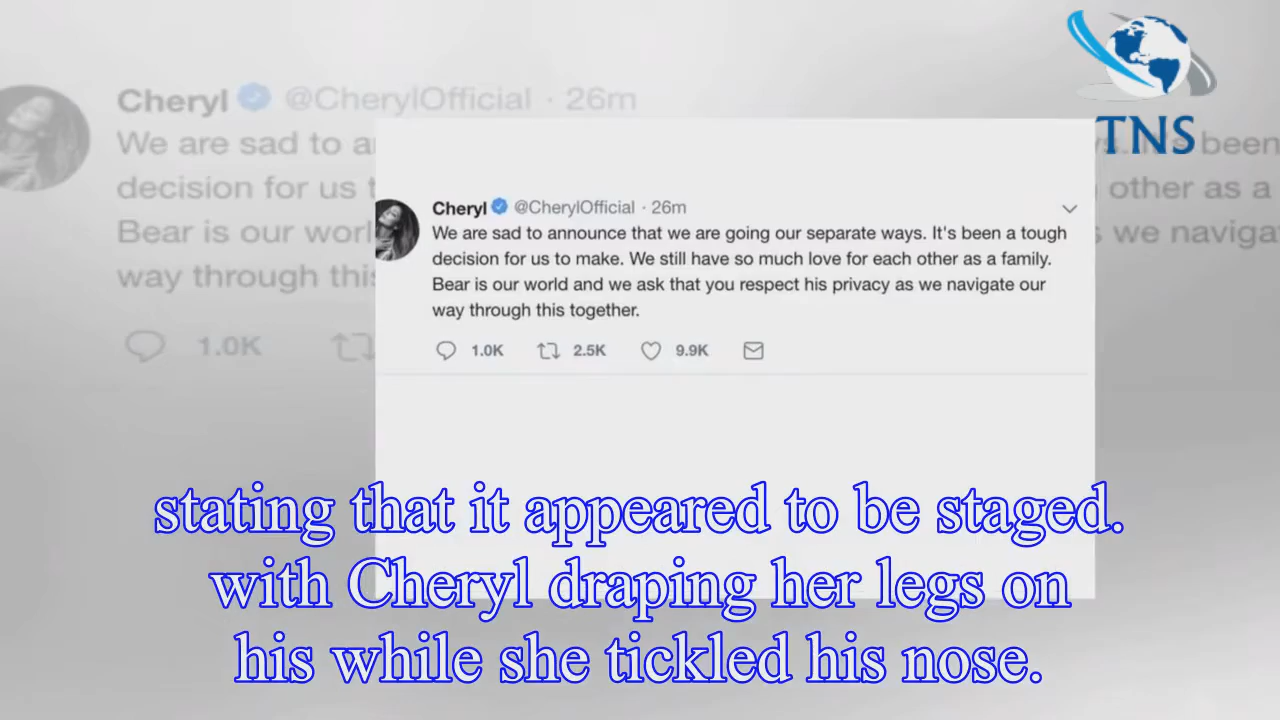 Cheryl @CherylOfficial · 26m
We are sad to a
decision for us t
Bear is our worl
way through this
1.0K
TNS
been
other as a
we naviga
Cheryl @CherylOfficial · 26m
We are sad to announce that we are going our separate ways. It's been a tough
decision for us to make. We still have so much love for each other as a family.
Bear is our world and we ask that you respect his privacy as we navigate our
way through this together.
1.0K 2.5K 9.9K
stating that it appeared to be staged.
with Cheryl draping her legs on
his while she tickled his nose.